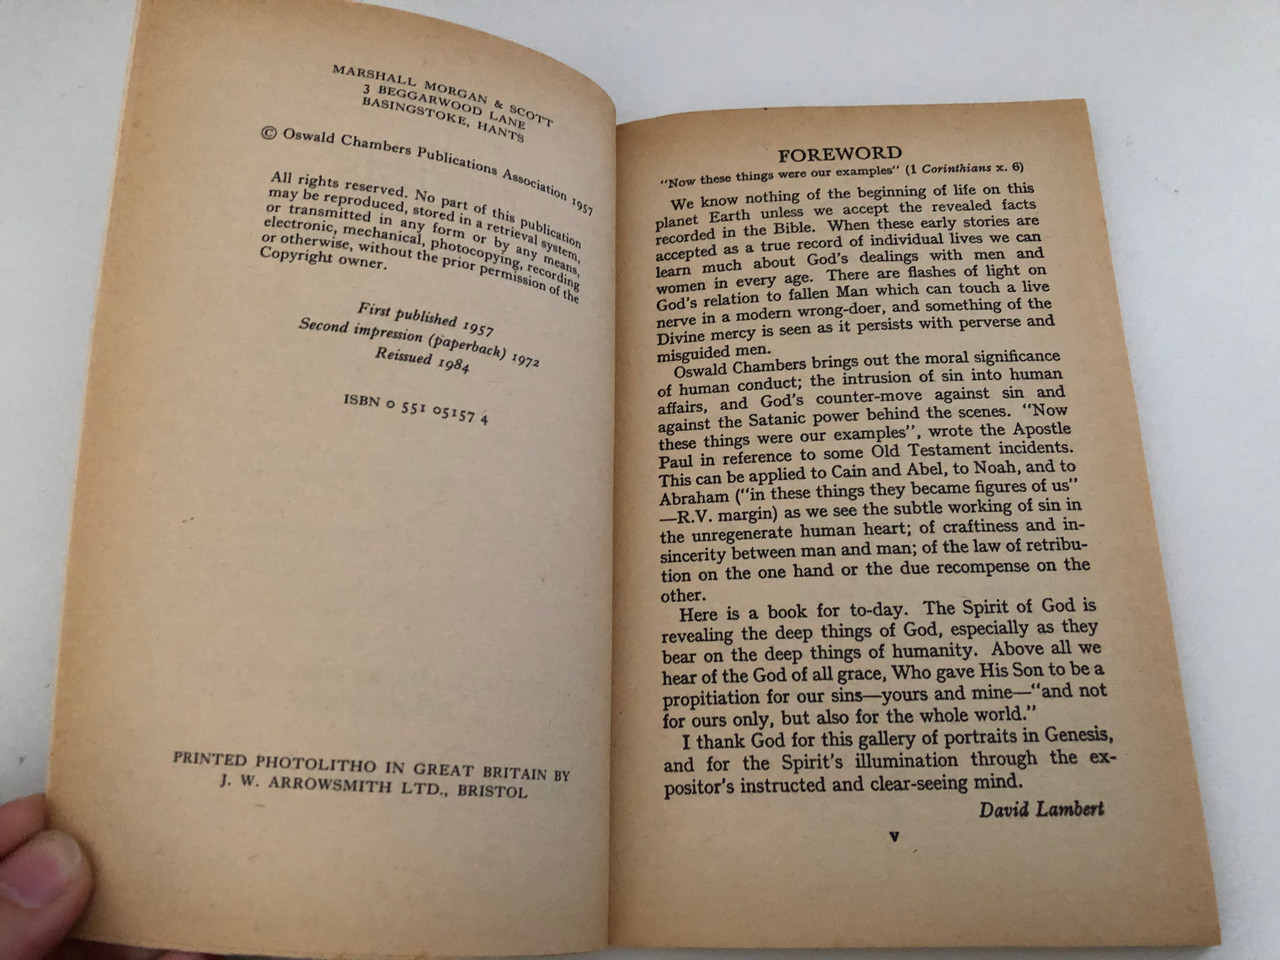 MARSHALL MORGAN & SCOTT
3 BEGGARWOOD LANE
BASINGSTOKE, HANTS
© Oswald Chambers Publications Association 1957
All rights reserved. No part of this publication
may be reproduced, stored in a retrieval system,
or transmitted in any form or by any means,
electronic, mechanical, photocopying, recording
or otherwise, without the prior permission of the
Copyright owner.
First published 1957
Second impression (paperback) 1972
Reissued 1984
ISBN 0 551 05157 4
PRINTED PHOTOLITHO IN GREAT BRITAIN BY
J. W. ARROWSMITH LTD., BRISTOL
FOREWORD
"Now these things were our examples" (1 Corinthians x. 6)
We know nothing of the beginning of life on this
planet Earth unless we accept the revealed facts
recorded in the Bible. When these early stories are
accepted as a true record of individual lives we can
learn much about God's dealings with men and
women in every age. There are flashes of light on
God's relation to fallen Man which can touch a live
nerve in a modern wrong-doer, and something of the
Divine mercy is seen as it persists with perverse and
misguided men.
Oswald Chambers brings out the moral significance
of human conduct; the intrusion of sin into human
affairs, and God's counter-move against sin and
against the Satanic power behind the scenes. "Now
these things were our examples", wrote the Apostle
Paul in reference to some Old Testament incidents.
This can be applied to Cain and Abel, to Noah, and to
Abraham ("in these things they became figures of us"
—R.V. margin) as we see the subtle working of sin in
the unregenerate human heart; of craftiness and in-
sincerity between man and man; of the law of retribu-
tion on the one hand or the due recompense on the
other.
Here is a book for to-day. The Spirit of God is
revealing the deep things of God, especially as they
bear on the deep things of humanity. Above all we
hear of the God of all grace, Who gave His Son to be a
propitiation for our sins—yours and mine—"and not
for ours only, but also for the whole world."
I thank God for this gallery of portraits in Genesis,
and for the Spirit's illumination through the ex-
positor's instructed and clear-seeing mind.
David Lambert
v